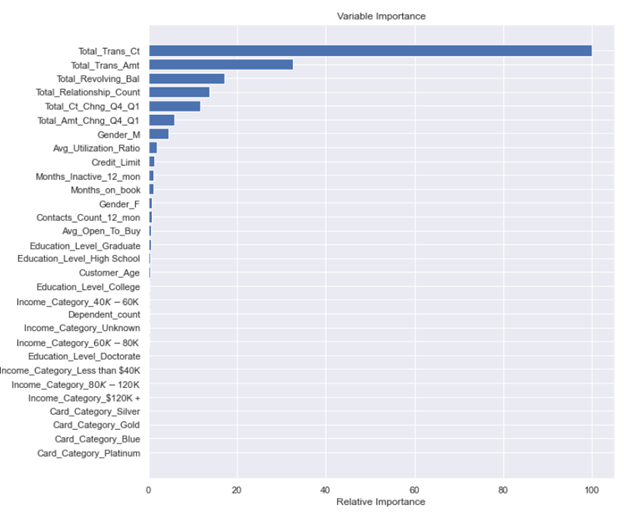 Variable Importance
Total_Trans_Ct
Total_Trans_Amt
Total_Revolving_Bal
Total_Relationship_Count
Total_Ct_Chng_Q4_Q1
Total_Amt_Chng_Q4_Q1
Gender_M
Avg_Utilization_Ratio
Credit_Limit
Months_Inactive_12_mon
Months_on_book
Gender_F
Contacts_Count_12_mon
Avg_Open_To_Buy
Education_Level_Graduate
Education_Level_High School
Customer_Age
Education_Level_College
Income_Category_40K − 60K
Dependent_count
Income_Category_Unknown
Income_Category_60K − 80K
Education_Level_Doctorate
Income_Category_Less than $40K
Income_Category_80K − 120K
Income_Category_$120K +
Card_Category_Silver
Card_Category_Gold
Card_Category_Blue
Card_Category_Platinum
0 20 40 60 80 100
Relative Importance